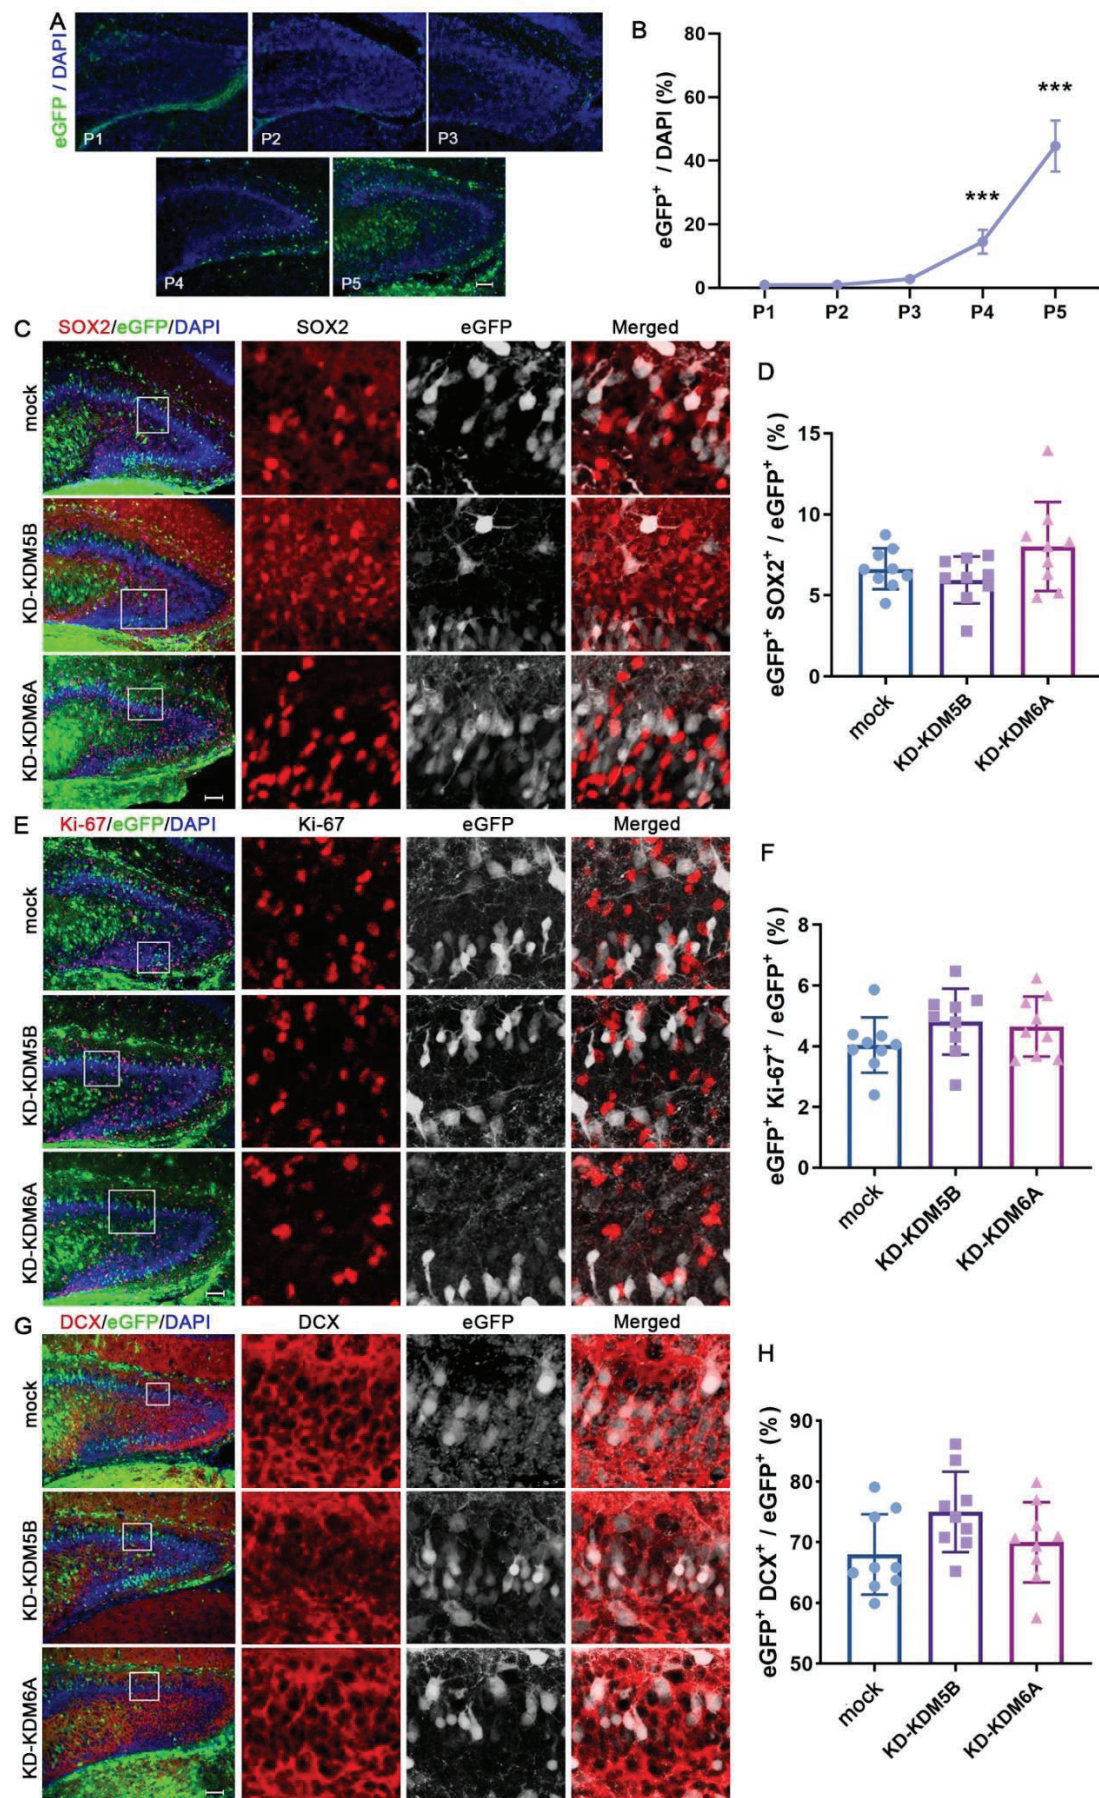 A
eGFP / DAPI
P1
P2
P3
P4
P5
B
eGFP⁺ / DAPI (%)
80
60
40
20
0
***
***
P1 P2 P3 P4 P5
C
SOX2/eGFP/DAPI SOX2 eGFP Merged
mock
KD-KDM5B
KD-KDM6A
D
eGFP⁺ SOX2⁺ / eGFP⁺ (%)
15
10
5
0
mock
KD-KDM5B
KD-KDM6A
E
Ki-67/eGFP/DAPI Ki-67 eGFP Merged
mock
KD-KDM5B
KD-KDM6A
F
eGFP⁺ Ki-67⁺ / eGFP⁺ (%)
8
6
4
2
0
mock
KD-KDM5B
KD-KDM6A
G
DCX/eGFP/DAPI DCX eGFP Merged
mock
KD-KDM5B
KD-KDM6A
H
eGFP⁺ DCX⁺ / eGFP⁺ (%)
90
80
70
60
50
mock
KD-KDM5B
KD-KDM6A